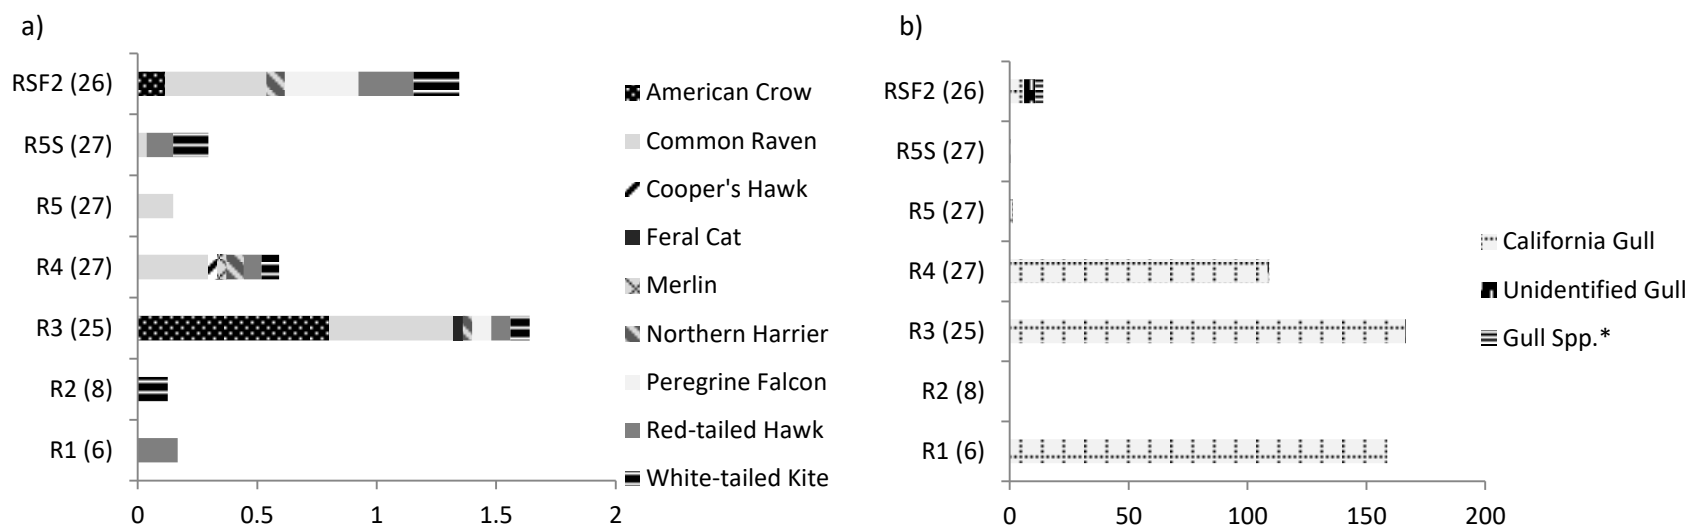 a)
RSF2 (26)
R5S (27)
R5 (27)
R4 (27)
R3 (25)
R2 (8)
R1 (6)
0 0.5 1 1.5 2
American Crow
Common Raven
Cooper's Hawk
Feral Cat
Merlin
Northern Harrier
Peregrine Falcon
Red-tailed Hawk
White-tailed Kite
b)
RSF2 (26)
R5S (27)
R5 (27)
R4 (27)
R3 (25)
R2 (8)
R1 (6)
0 50 100 150 200
California Gull
Unidentified Gull
Gull Spp.*